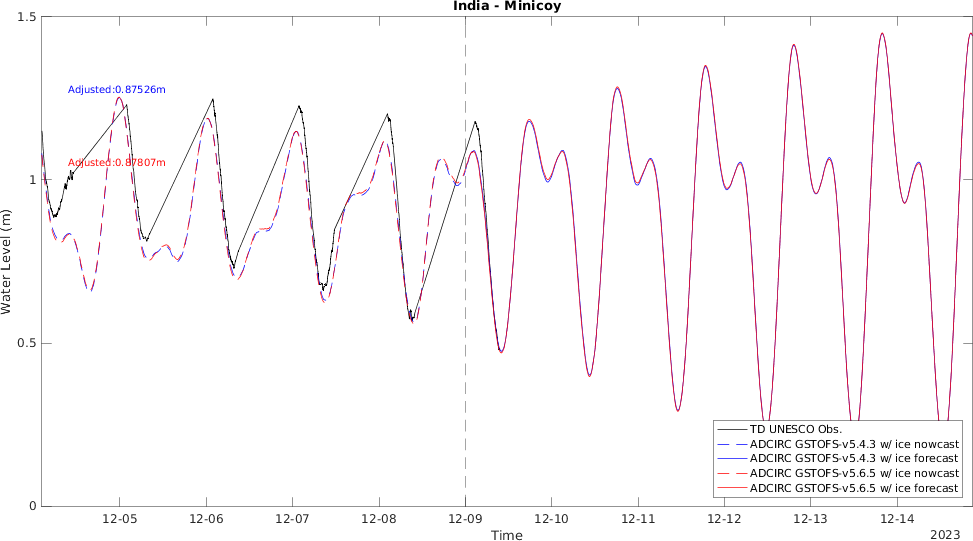 India - Minicoy
1.5
1
0.5
0
Water Level (m)
Adjusted:0.87526m
Adjusted:0.87807m
TD UNESCO Obs.
ADCIRC GSTOFS-v5.4.3 w/ ice nowcast
ADCIRC GSTOFS-v5.4.3 w/ ice forecast
ADCIRC GSTOFS-v5.6.5 w/ ice nowcast
ADCIRC GSTOFS-v5.6.5 w/ ice forecast
12-05 12-06 12-07 12-08 12-09 12-10 12-11 12-12 12-13 12-14
Time
2023